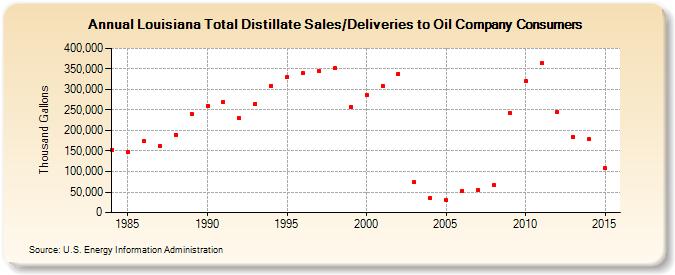 Annual Louisiana Total Distillate Sales/Deliveries to Oil Company Consumers
Thousand Gallons
400,000
350,000
300,000
250,000
200,000
150,000
100,000
50,000
0
1985 1990 1995 2000 2005 2010 2015
Source: U.S. Energy Information Administration